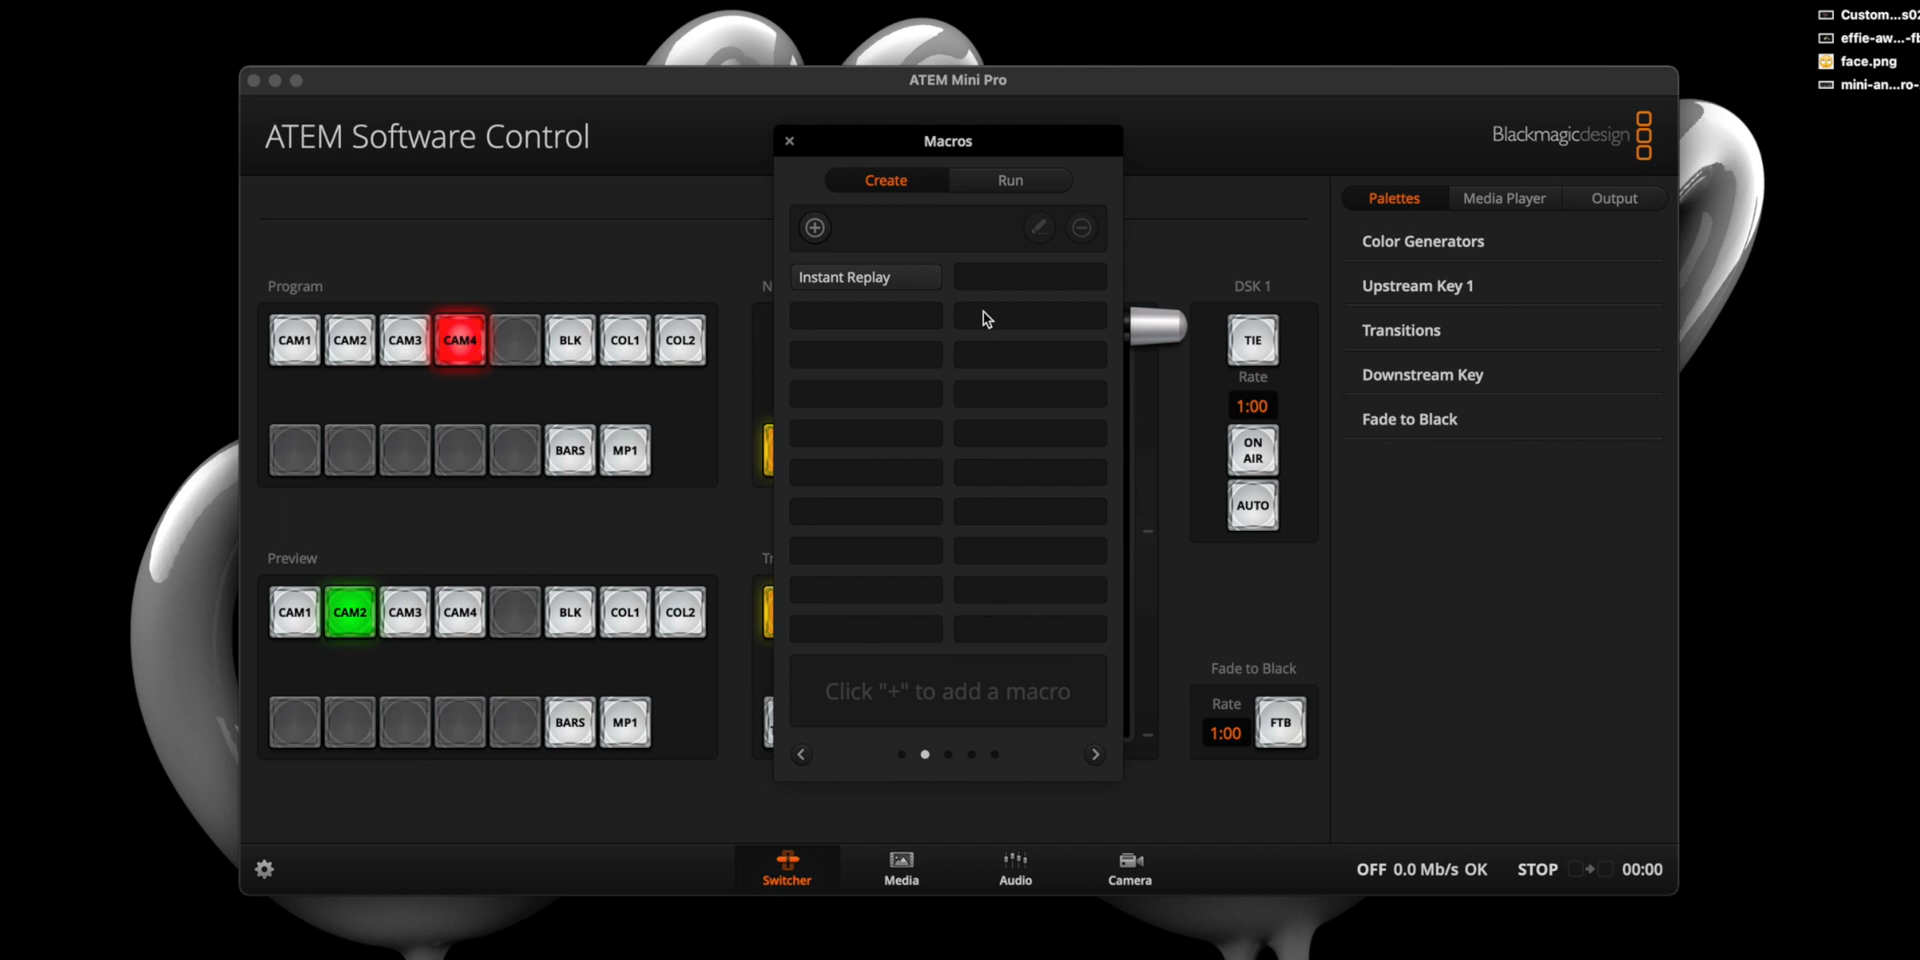 Custom...s02
effie-aw...-fb
face.png
mini-an...ro-
ATEM Mini Pro
ATEM Software Control
Blackmagicdesign
Macros
Create
Run
Palettes
Media Player
Output
Instant Replay
Click "+" to add a macro
Color Generators
Upstream Key 1
Transitions
Downstream Key
Fade to Black
Program
N
DSK 1
CAM1
CAM2
CAM3
CAM4
BLK
COL1
COL2
TIE
Rate
1:00
BARS
MP1
ON
AIR
AUTO
Preview
Tr
CAM1
CAM2
CAM3
CAM4
BLK
COL1
COL2
BARS
MP1
Fade to Black
Rate
1:00
FTB
Switcher
Media
Audio
Camera
OFF 0.0 Mb/s OK
STOP
00:00